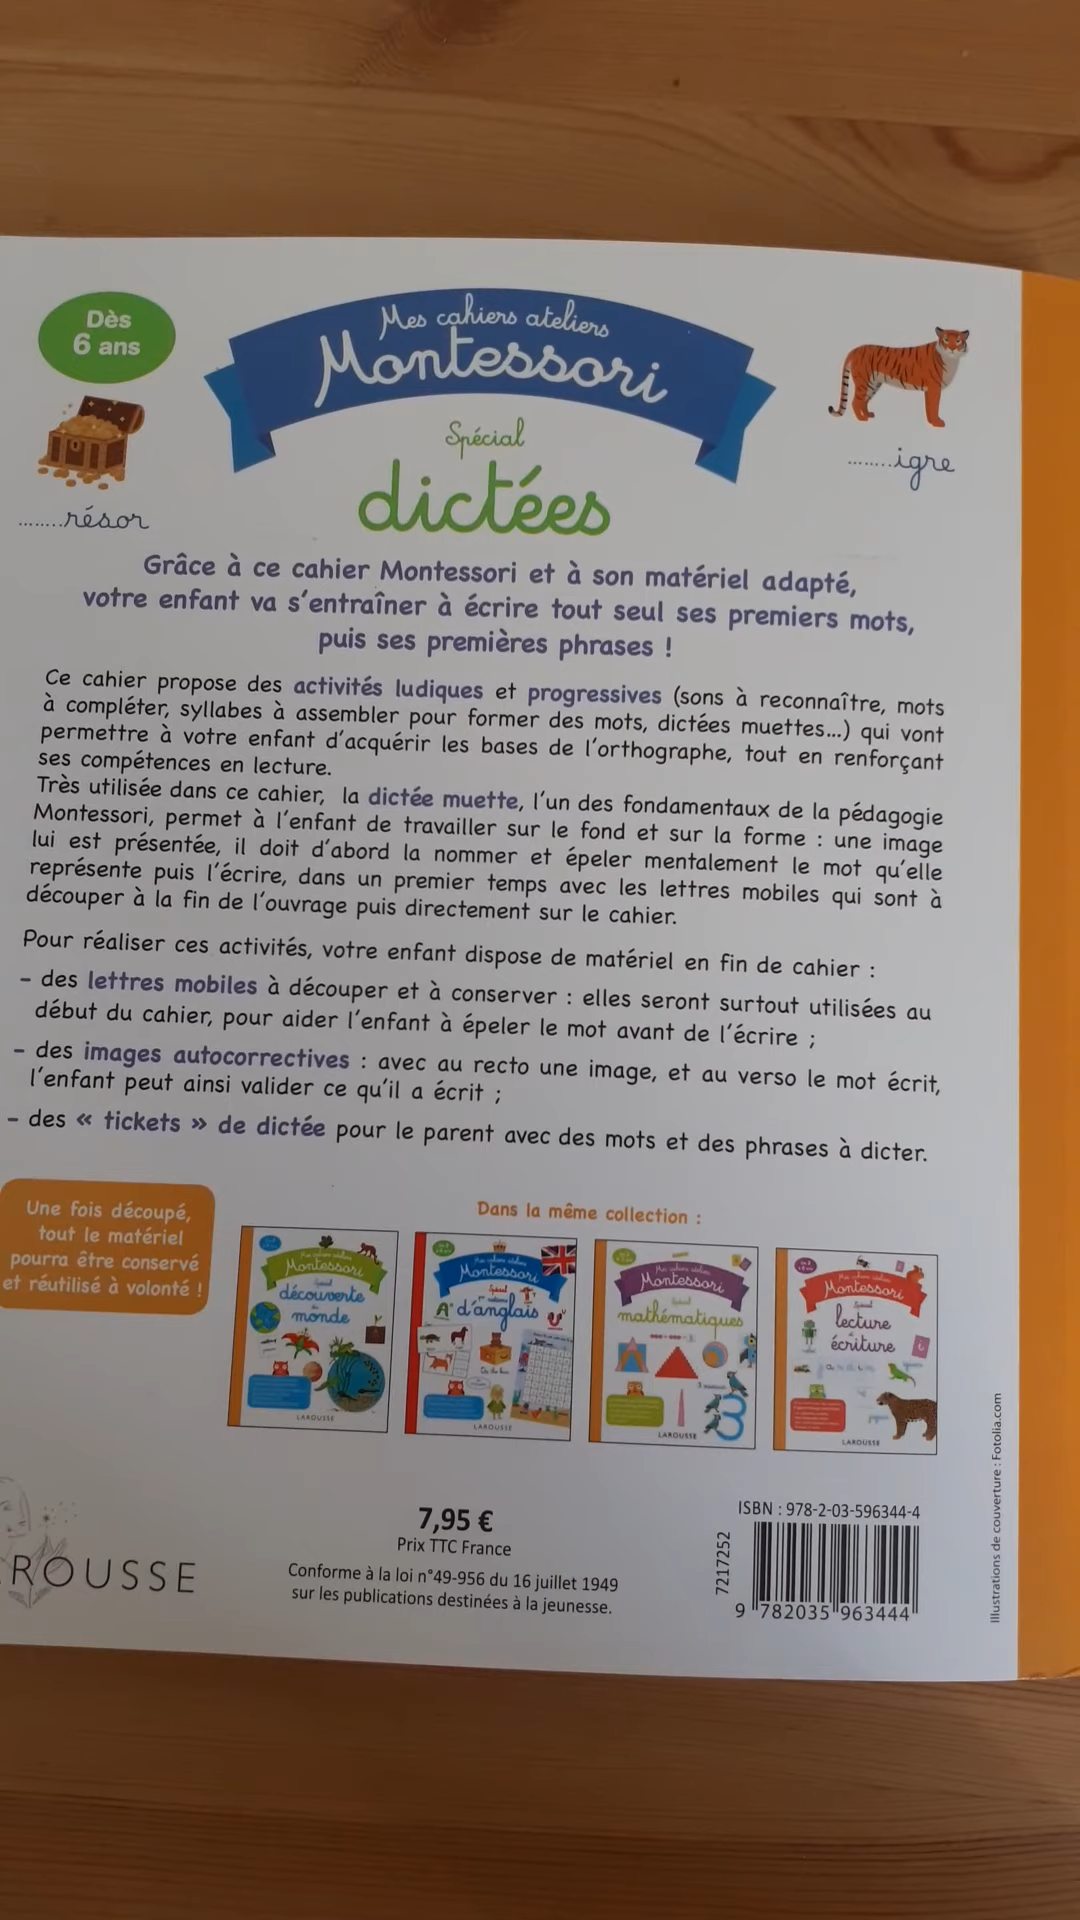 Dès
6 ans
Mes cahiers ateliers
Montessori
Spécial
dictées
........résor
........igre
Grâce à ce cahier Montessori et à son matériel adapté,
votre enfant va s'entraîner à écrire tout seul ses premiers mots,
puis ses premières phrases !
Ce cahier propose des activités ludiques et progressives (sons à reconnaître, mots
à compléter, syllabes à assembler pour former des mots, dictées muettes...) qui vont
permettre à votre enfant d'acquérir les bases de l'orthographe, tout en renforçant
ses compétences en lecture.
Très utilisée dans ce cahier, la dictée muette, l'un des fondamentaux de la pédagogie
Montessori, permet à l'enfant de travailler sur le fond et sur la forme : une image
lui est présentée, il doit d'abord la nommer et épeler mentalement le mot qu'elle
représente puis l'écrire, dans un premier temps avec les lettres mobiles qui sont à
découper à la fin de l'ouvrage puis directement sur le cahier.
Pour réaliser ces activités, votre enfant dispose de matériel en fin de cahier :
- des lettres mobiles à découper et à conserver : elles seront surtout utilisées au
début du cahier, pour aider l'enfant à épeler le mot avant de l'écrire ;
- des images autocorrectives : avec au recto une image, et au verso le mot écrit,
l'enfant peut ainsi valider ce qu'il a écrit ;
- des « tickets » de dictée pour le parent avec des mots et des phrases à dicter.
Une fois découpé,
tout le matériel
pourra être conservé
et réutilisé à volonté !
Dans la même collection :
Montessori
Spécial
découverte
monde
LAROUSSE
Montessori
Spécial
d'anglais
LAROUSSE
Montessori
Spécial
mathématiques
LAROUSSE
Montessori
Spécial
lecture
écriture
LAROUSSE
ROUSSE
7,95 €
Prix TTC France
Conforme à la loi n°49-956 du 16 juillet 1949
sur les publications destinées à la jeunesse.
ISBN : 978-2-03-596344-4
7217252
9 782035 963444
Illustrations de couverture : Fotolia.com